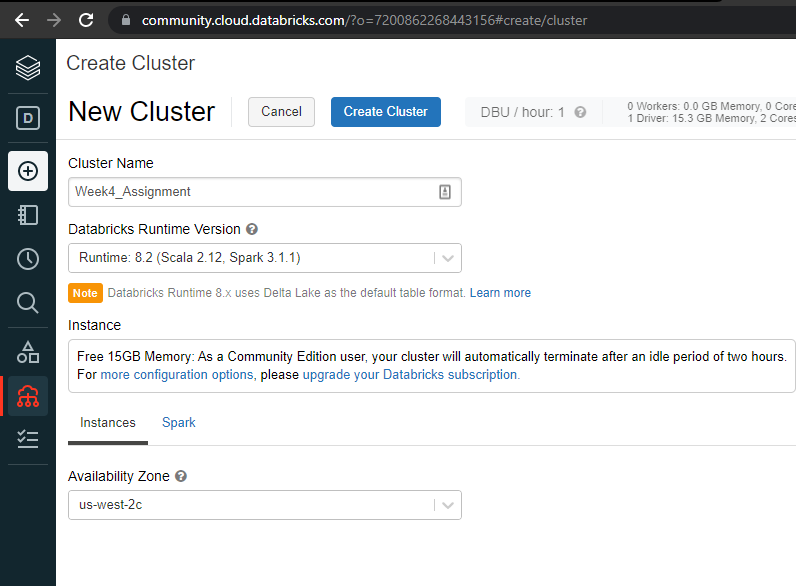 community.cloud.databricks.com/?o=7200862268443156#create/cluster
Create Cluster
D
New Cluster
Cancel
Create Cluster
DBU / hour: 1 ?
0 Workers: 0.0 GB Memory, 0 Core
1 Driver: 15.3 GB Memory, 2 Cores
Cluster Name
Week4_Assignment
Databricks Runtime Version ?
Runtime: 8.2 (Scala 2.12, Spark 3.1.1)
Note Databricks Runtime 8.x uses Delta Lake as the default table format. Learn more
Instance
Free 15GB Memory: As a Community Edition user, your cluster will automatically terminate after an idle period of two hours.
For more configuration options, please upgrade your Databricks subscription.
Instances Spark
Availability Zone ?
us-west-2c